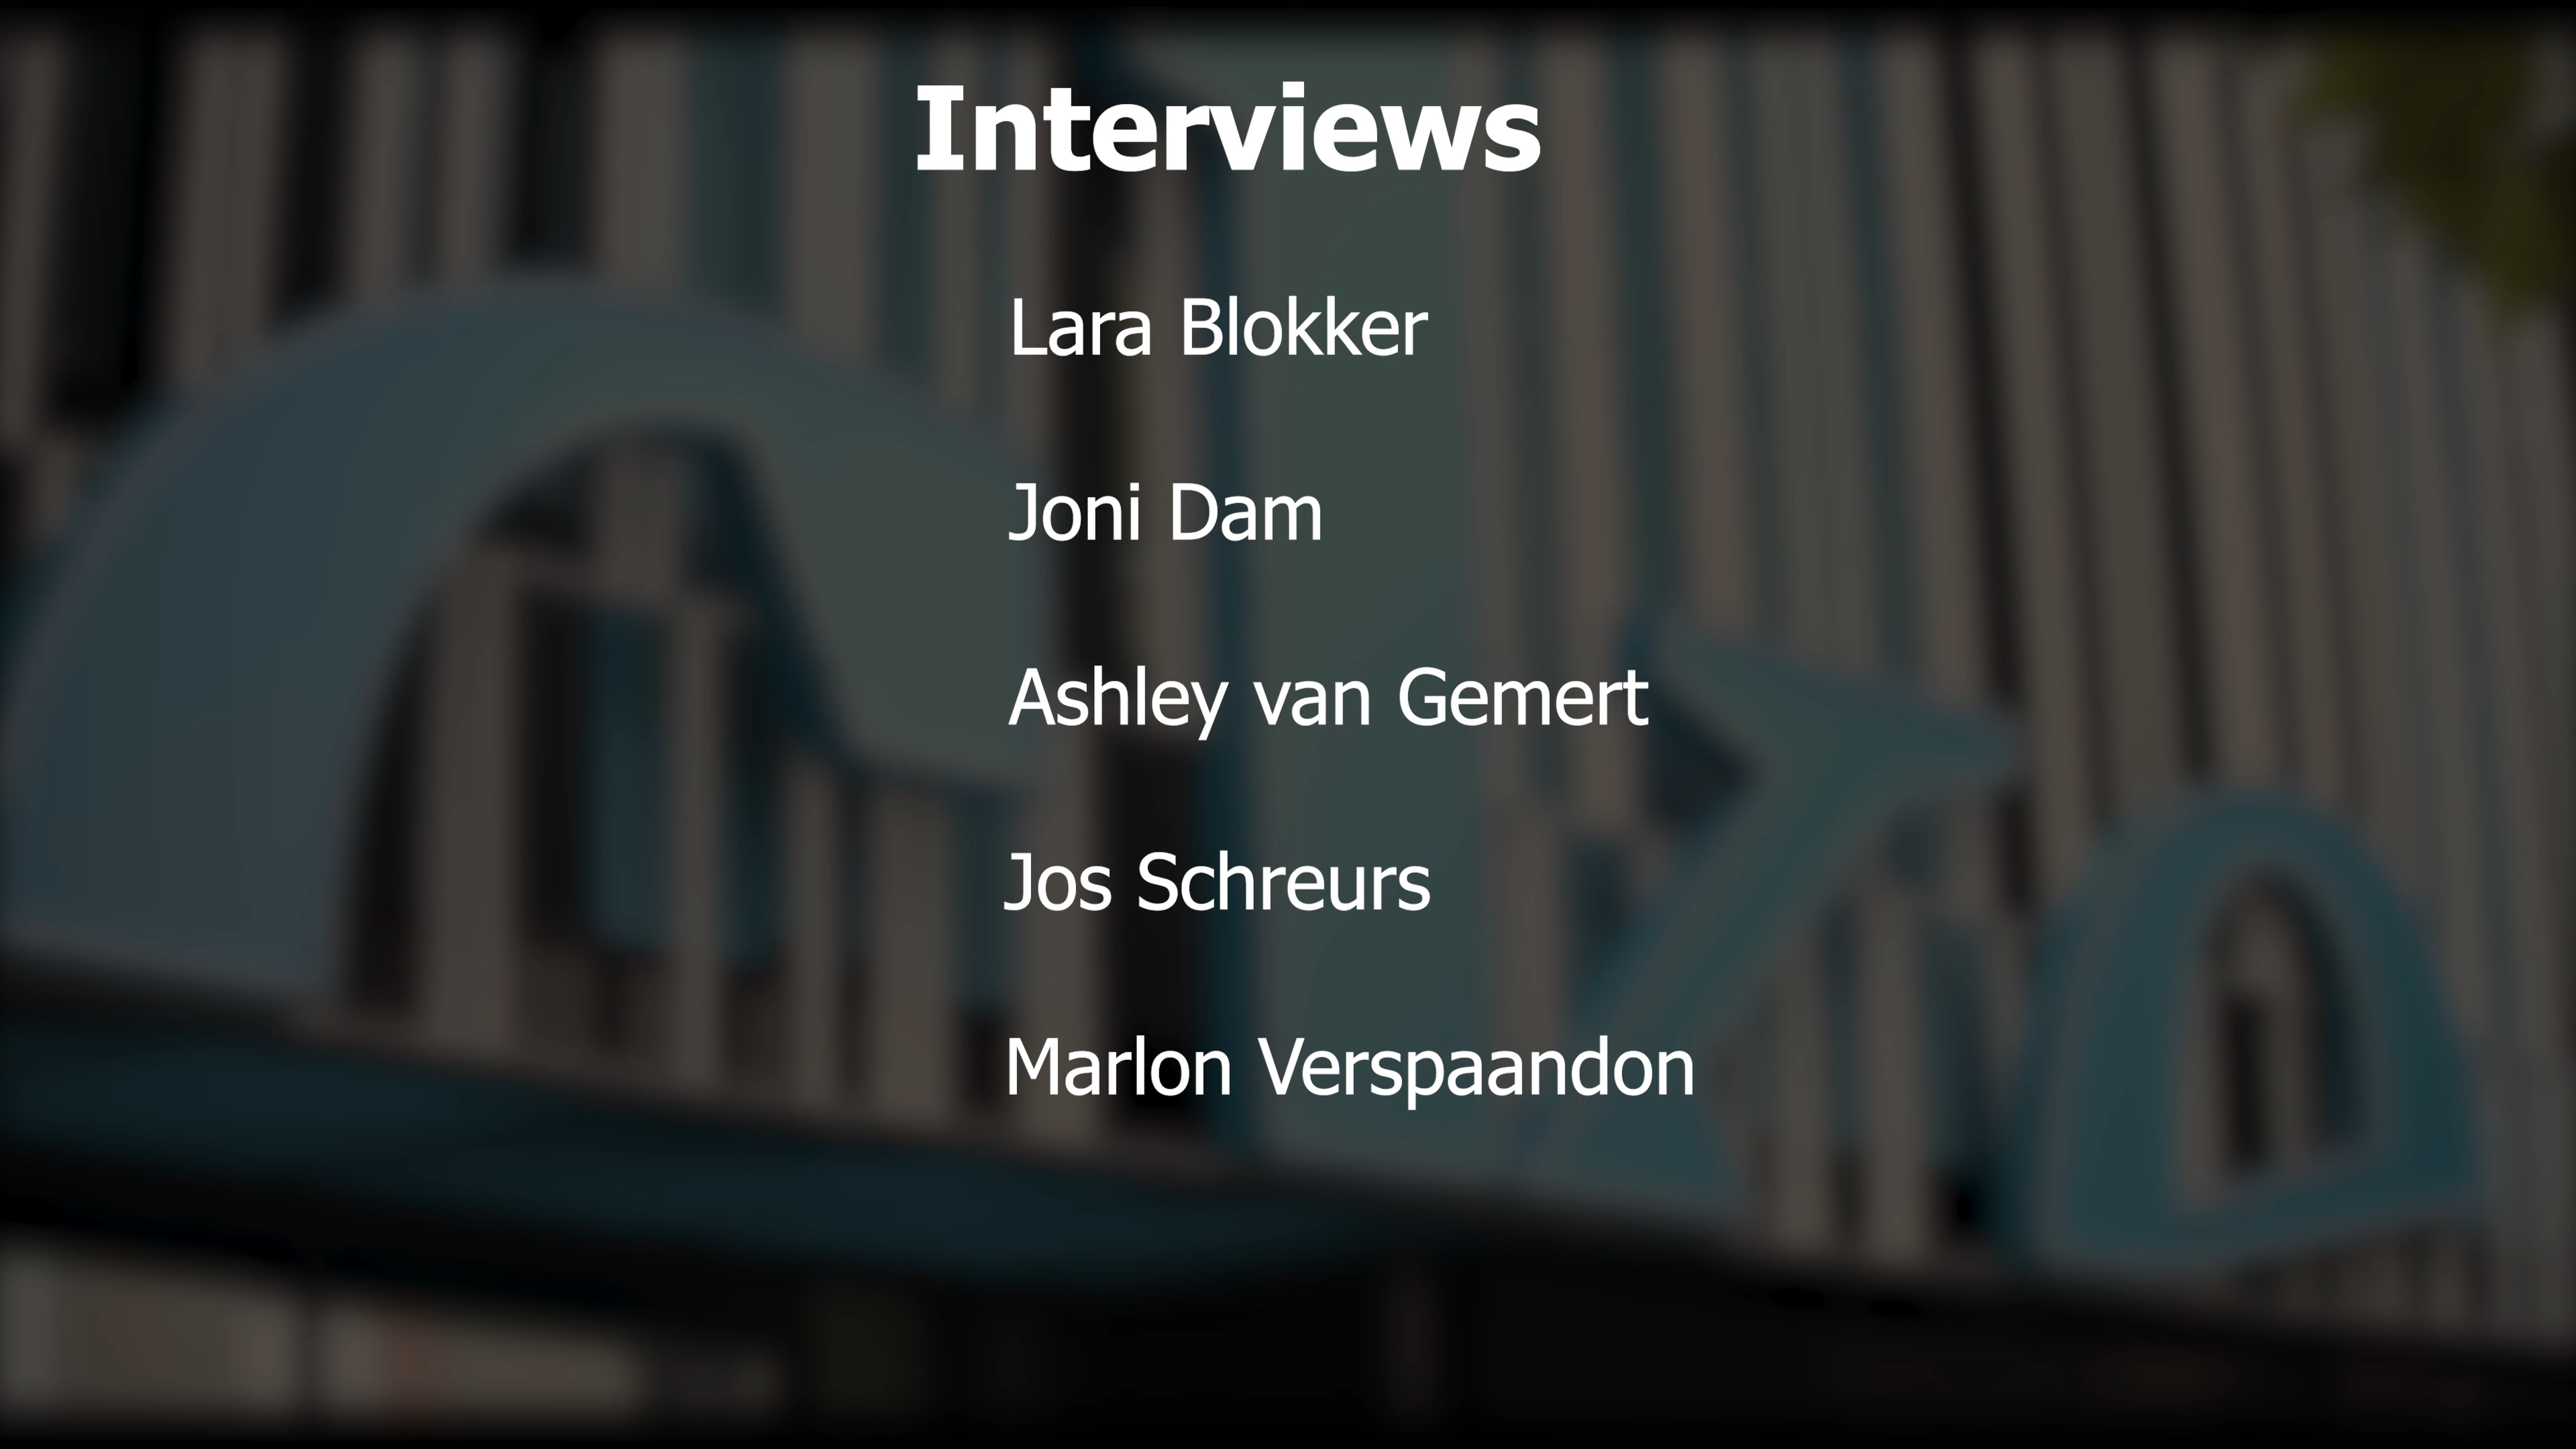 Interviews
Lara Blokker
Joni Dam
Ashley van Gemert
Jos Schreurs
Marlon Verspaandon